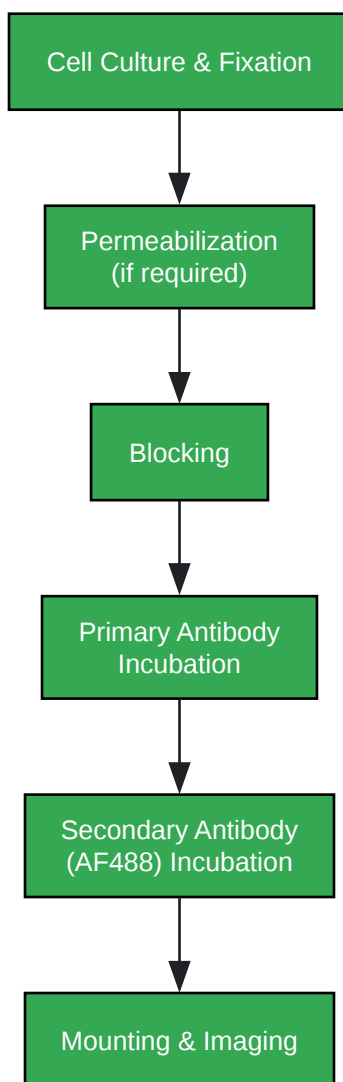 Cell Culture & Fixation
Permeabilization
(if required)
Blocking
Primary Antibody
Incubation
Secondary Antibody
(AF488) Incubation
Mounting & Imaging